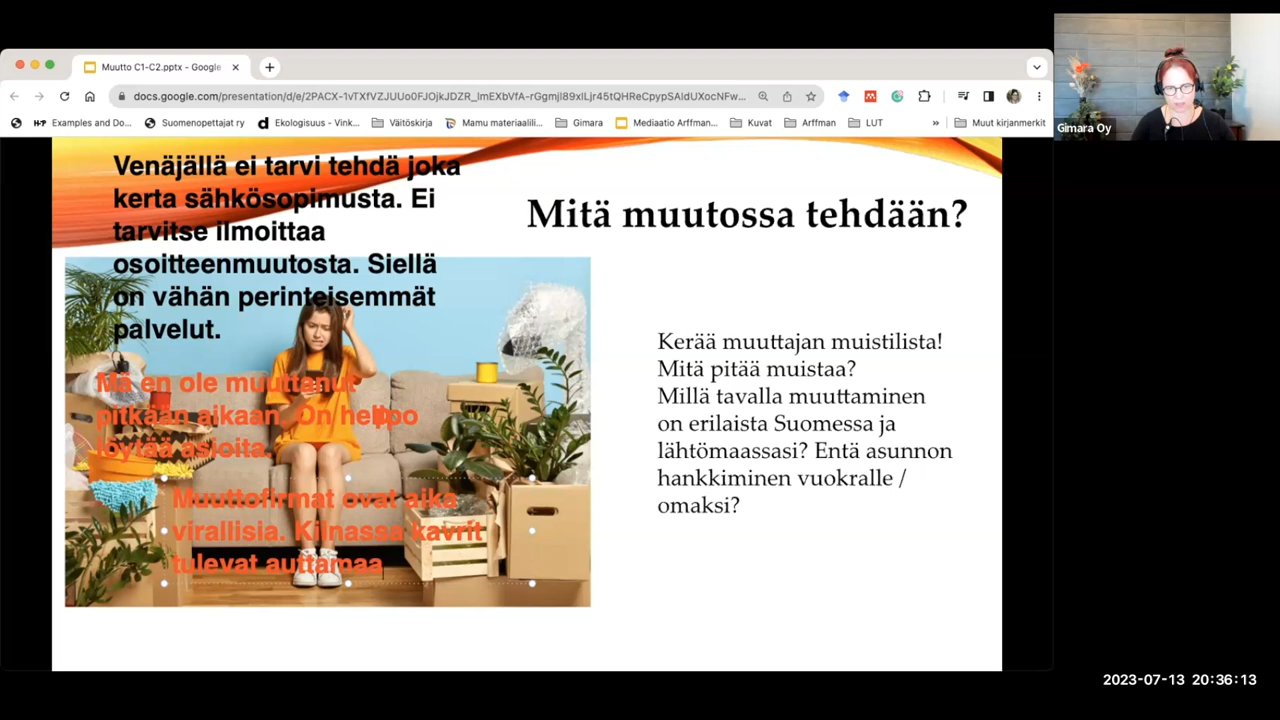 Muutto C1-C2.pptx - Google
docs.google.com/presentation/d/e/2PACX-1vTXfVZJUUo0FJOjkJDZR_lmEXbVfA-rGgmjl89xILjr45tQHReCpypSAldUXocNFw...
Examples and Do...
Suomenopettajat ry
Ekologisuus - Vink...
Väitöskirja
Mamu materiaalili...
Gimara
Mediaatio Arffman...
Kuvat
Arffman
LUT
»
Muut kirjanmerkit
Gimara Oy
Venäjällä ei tarvi tehdä joka
kerta sähkösopimusta. Ei
tarvitse ilmoittaa
osoitteenmuutosta. Siellä
on vähän perinteisemmät
palvelut.
Mä en ole muuttanut
pitkään aikaan. On helppo
löytää asioita.
Muuttofirmat ovat aika
virallisia. Kiinassa kavrit
tulevat auttamaa
Mitä muutossa tehdään?
Kerää muuttajan muistilista!
Mitä pitää muistaa?
Millä tavalla muuttaminen
on erilaista Suomessa ja
lähtömaassasi? Entä asunnon
hankkiminen vuokralle /
omaksi?
2023-07-13 20:36:13